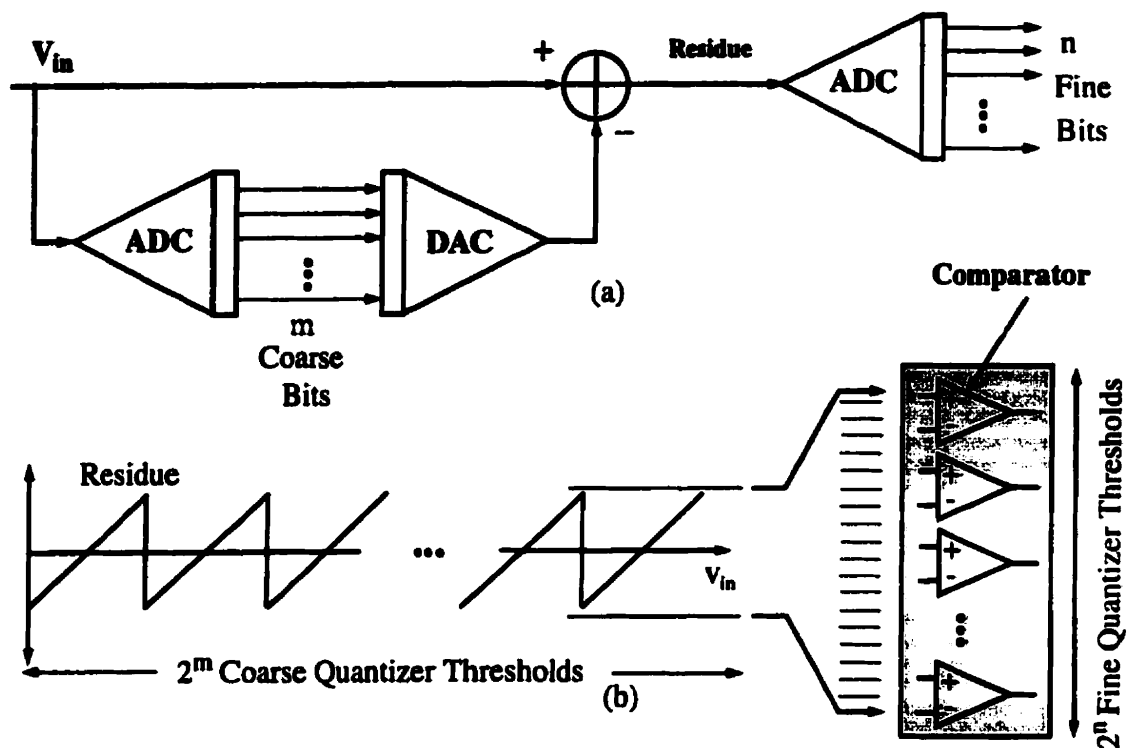 V_in
+
Residue
ADC
n
Fine
Bits
−
ADC
DAC
(a)
m
Coarse
Bits
Comparator
Residue
V_in
2^m Coarse Quantizer Thresholds
(b)
+
-
+
-
+
-
2^n Fine Quantizer Thresholds